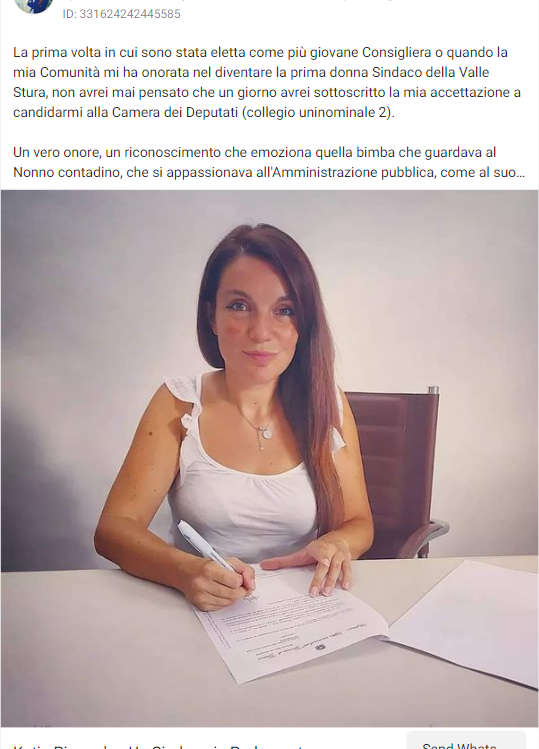 ID: 331624242445585
La prima volta in cui sono stata eletta come più giovane Consigliera o quando la
mia Comunità mi ha onorata nel diventare la prima donna Sindaco della Valle
Stura, non avrei mai pensato che un giorno avrei sottoscritto la mia accettazione a
candidarmi alla Camera dei Deputati (collegio uninominale 2).
Un vero onore, un riconoscimento che emoziona quella bimba che guardava al
Nonno contadino, che si appassionava all'Amministrazione pubblica, come al suo...